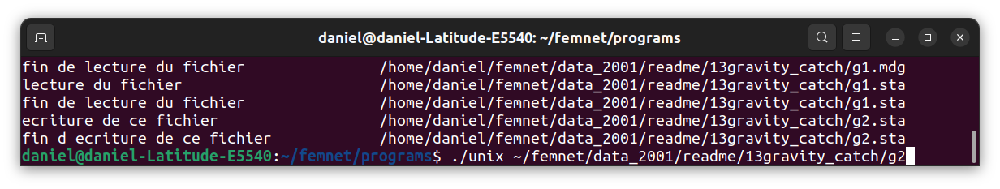 daniel@daniel-Latitude-E5540: ~/femnet/programs
fin de lecture du fichier /home/daniel/femnet/data_2001/readme/13gravity_catch/g1.mdg
lecture du fichier /home/daniel/femnet/data_2001/readme/13gravity_catch/g1.sta
fin de lecture du fichier /home/daniel/femnet/data_2001/readme/13gravity_catch/g1.sta
ecriture de ce fichier /home/daniel/femnet/data_2001/readme/13gravity_catch/g2.sta
fin d ecriture de ce fichier /home/daniel/femnet/data_2001/readme/13gravity_catch/g2.sta
daniel@daniel-Latitude-E5540:~/femnet/programs$ ./unix ~/femnet/data_2001/readme/13gravity_catch/g2